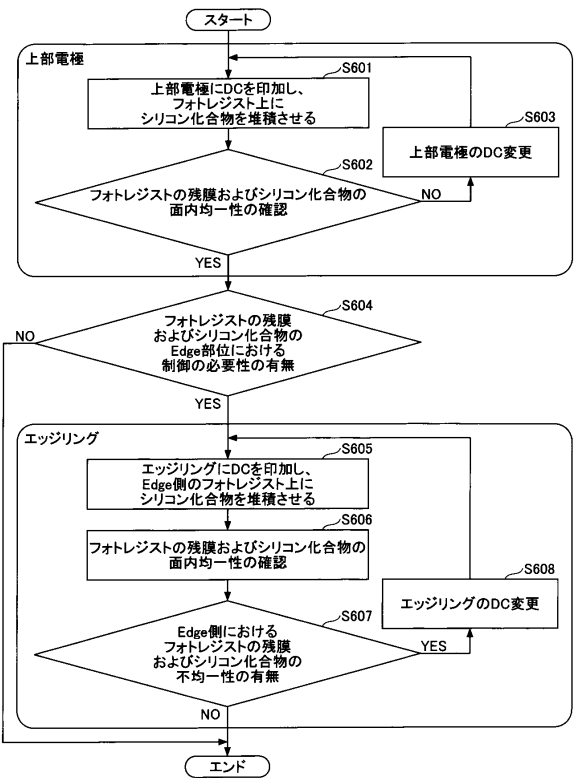 スタート
上部電極
S601
上部電極にDCを印加し、
フォトレジスト上に
シリコン化合物を堆積させる
S603
上部電極のDC変更
S602
フォトレジストの残膜およびシリコン化合物の
面内均一性の確認
NO
YES
S604
NO
フォトレジストの残膜
およびシリコン化合物の
Edge部位における
制御の必要性の有無
YES
エッジリング
S605
エッジリングにDCを印加し、
Edge側のフォトレジスト上に
シリコン化合物を堆積させる
S606
フォトレジストの残膜およびシリコン化合物の
面内均一性の確認
S608
エッジリングのDC変更
S607
Edge側における
フォトレジストの残膜
およびシリコン化合物の
不均一性の有無
YES
NO
エンド